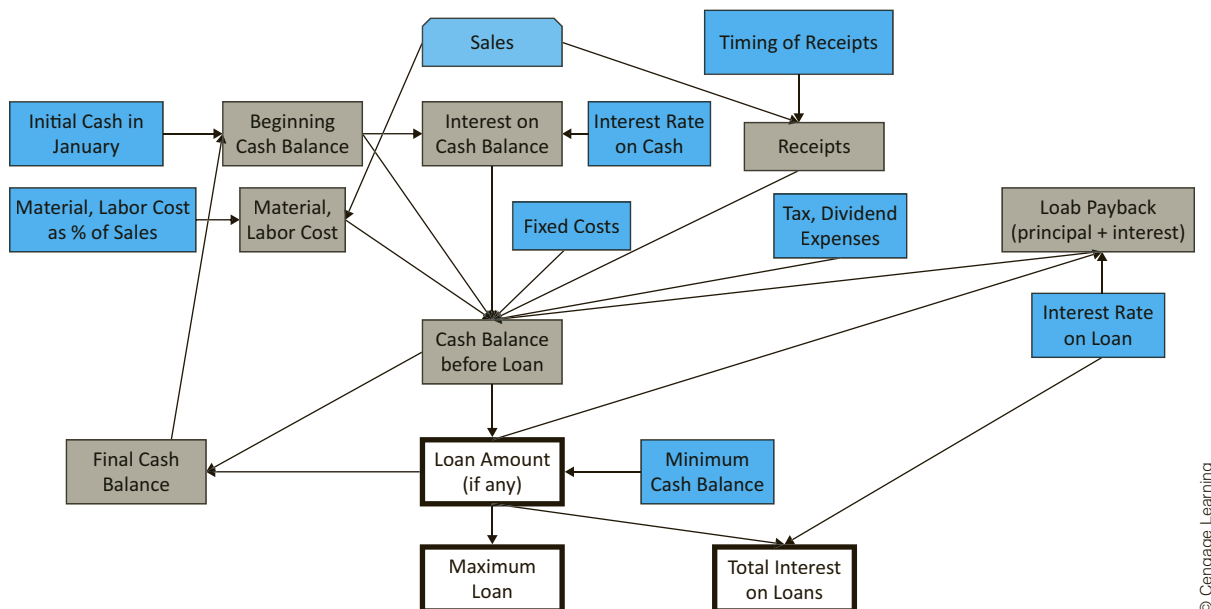 Sales
Timing of Receipts
Initial Cash in
January
Beginning
Cash Balance
Interest on
Cash Balance
Interest Rate
on Cash
Receipts
Material, Labor Cost
as % of Sales
Material,
Labor Cost
Fixed Costs
Tax, Dividend
Expenses
Loab Payback
(principal + interest)
Interest Rate
on Loan
Cash Balance
before Loan
Final Cash
Balance
Loan Amount
(if any)
Minimum
Cash Balance
Maximum
Loan
Total Interest
on Loans
© Cengage Learning